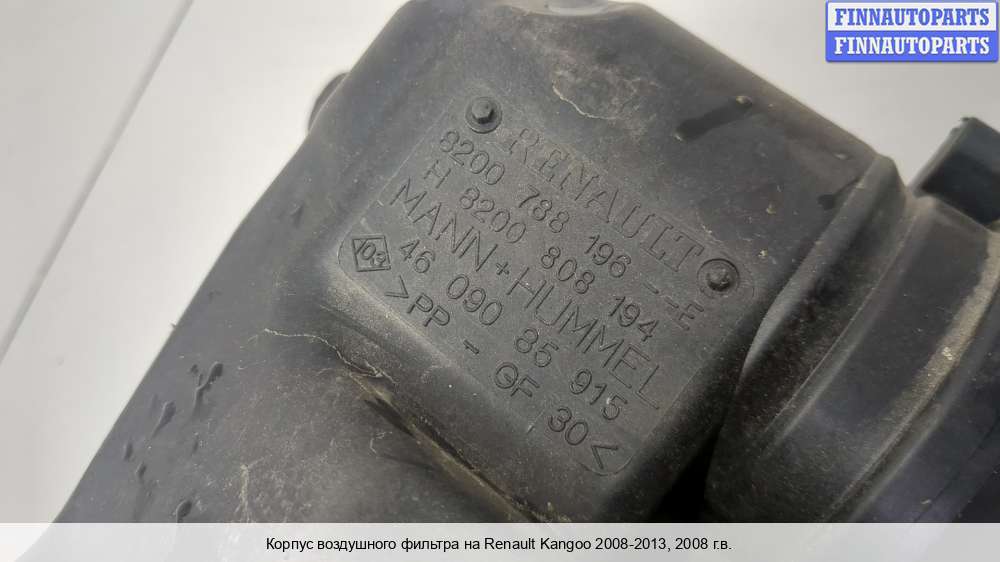 FINNAUTOPARTS
FINNAUTOPARTS
RENAULT
8200 788 196 - - E
H 8200 808 194
MANN+HUMMEL
46 090 85 915
>PP - GF 30<
Корпус воздушного фильтра на Renault Kangoo 2008-2013, 2008 г.в.